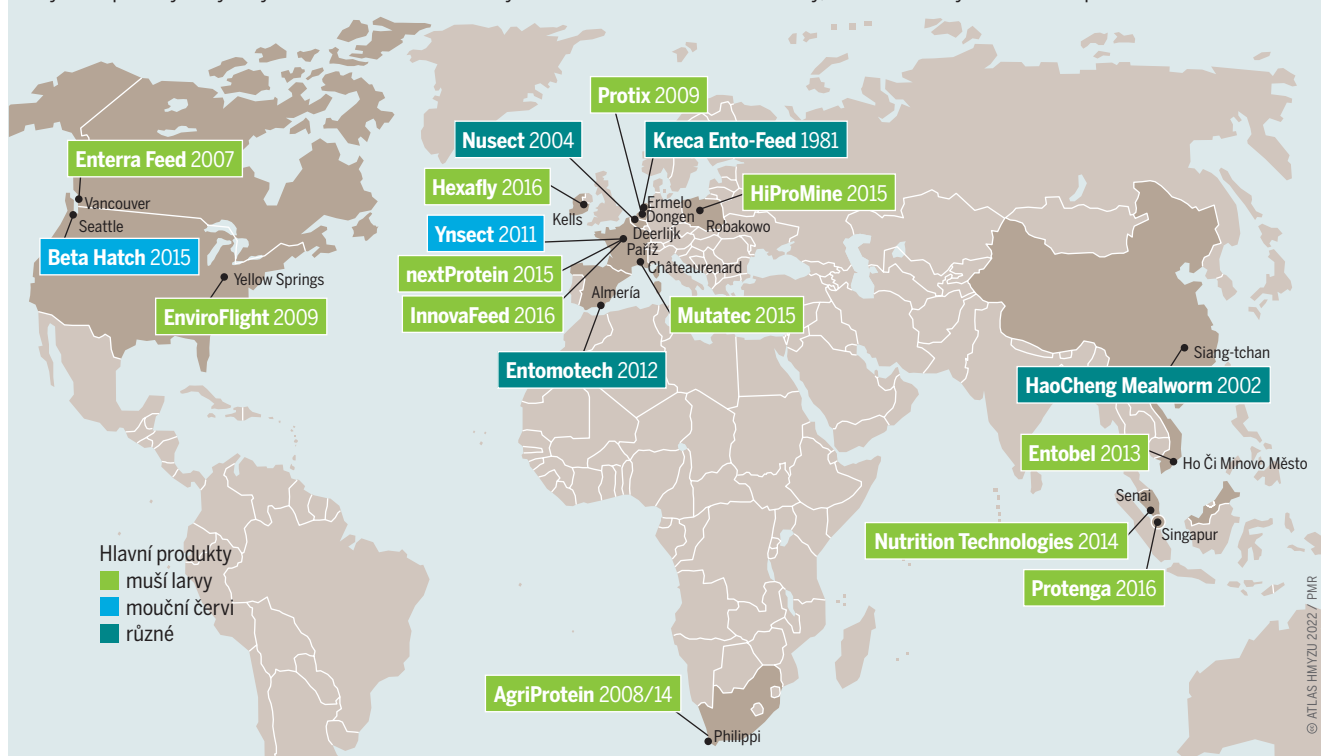 Protix 2009
Nusect 2004
Kreca Ento-Feed 1981
Enterra Feed 2007
Hexafly 2016
HiProMine 2015
Vancouver
Seattle
Kells
Ermelo
Dongen
Deerlijk
Robakowo
Beta Hatch 2015
Ynsect 2011
Paříž
Châteaurenard
nextProtein 2015
Yellow Springs
Almería
EnviroFlight 2009
InnovaFeed 2016
Mutatec 2015
Siang-tchan
Entomotech 2012
HaoCheng Mealworm 2002
Entobel 2013
Ho Či Minovo Město
Senai
Nutrition Technologies 2014
Singapur
Protenga 2016
Hlavní produkty
muší larvy
mouční červi
různé
AgriProtein 2008/14
Philippi
© ATLAS HMYZU 2022 / PMR